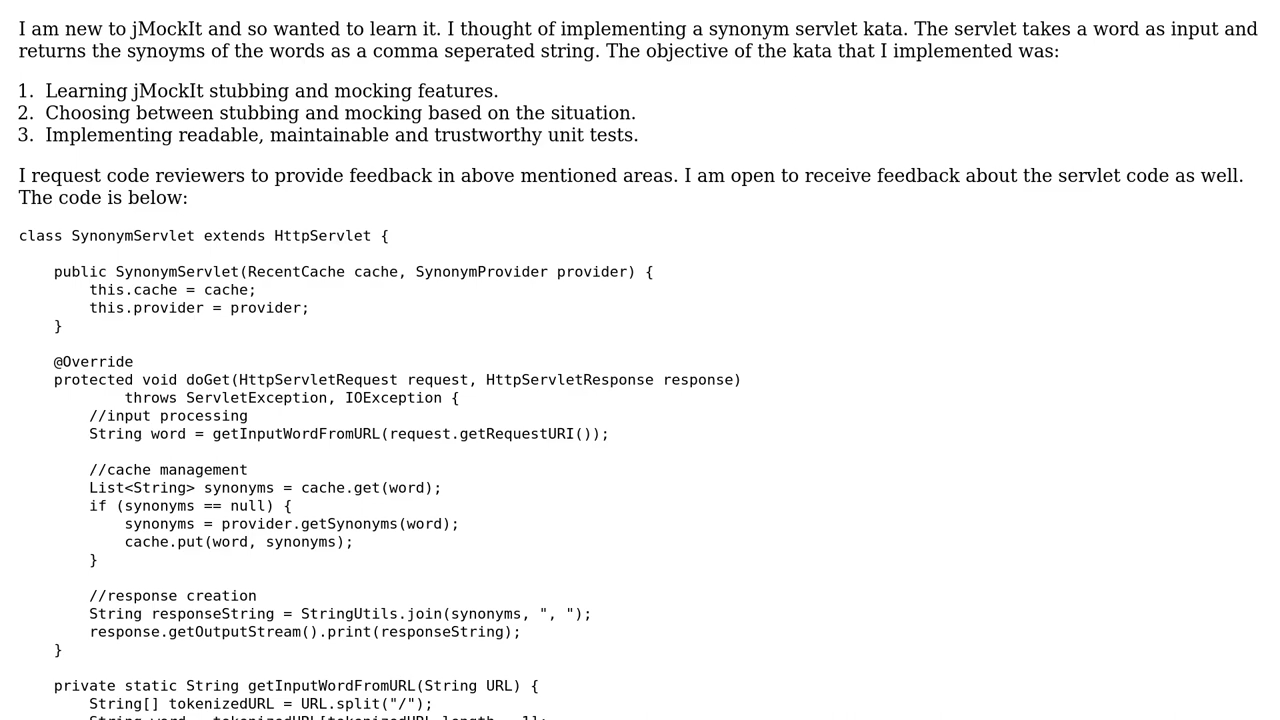 I am new to jMockIt and so wanted to learn it. I thought of implementing a synonym servlet kata. The servlet takes a word as input and
returns the synoyms of the words as a comma seperated string. The objective of the kata that I implemented was:
1. Learning jMockIt stubbing and mocking features.
2. Choosing between stubbing and mocking based on the situation.
3. Implementing readable, maintainable and trustworthy unit tests.
I request code reviewers to provide feedback in above mentioned areas. I am open to receive feedback about the servlet code as well.
The code is below:
class SynonymServlet extends HttpServlet {
    public SynonymServlet(RecentCache cache, SynonymProvider provider) {
        this.cache = cache;
        this.provider = provider;
    }
    @Override
    protected void doGet(HttpServletRequest request, HttpServletResponse response)
            throws ServletException, IOException {
        //input processing
        String word = getInputWordFromURL(request.getRequestURI());
        //cache management
        List<String> synonyms = cache.get(word);
        if (synonyms == null) {
            synonyms = provider.getSynonyms(word);
            cache.put(word, synonyms);
        }
        //response creation
        String responseString = StringUtils.join(synonyms, ", ");
        response.getOutputStream().print(responseString);
    }
    private static String getInputWordFromURL(String URL) {
        String[] tokenizedURL = URL.split("/");